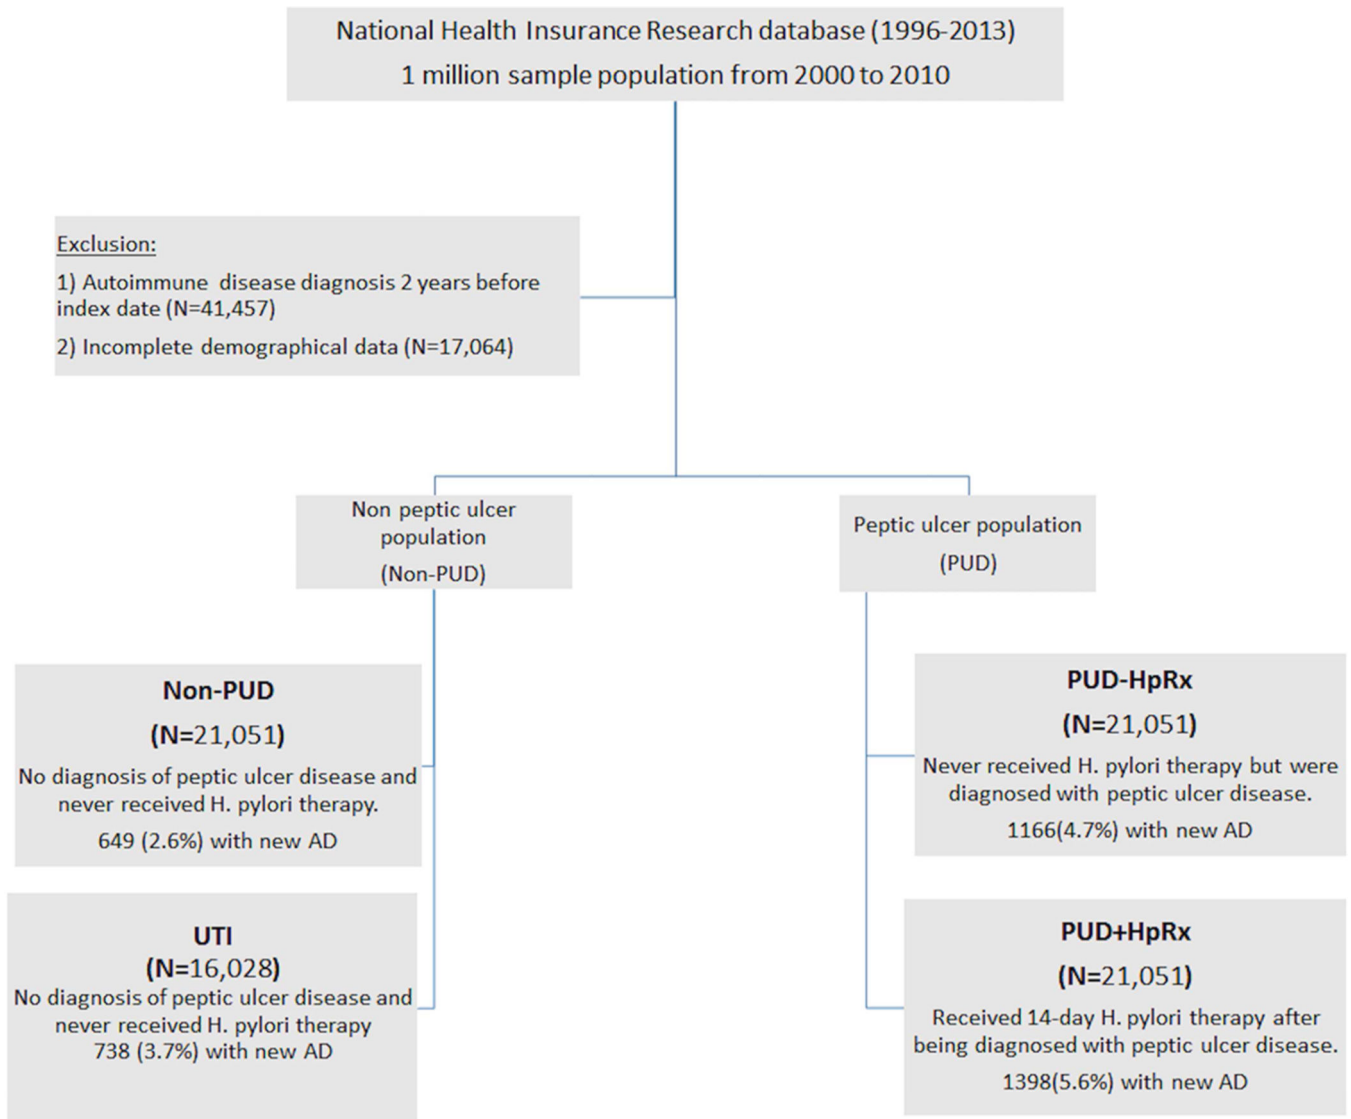 National Health Insurance Research database (1996-2013)
1 million sample population from 2000 to 2010
Exclusion:
1) Autoimmune disease diagnosis 2 years before
index date (N=41,457)
2) Incomplete demographical data (N=17,064)
Non peptic ulcer
population
(Non-PUD)
Peptic ulcer population
(PUD)
Non-PUD
(N=21,051)
No diagnosis of peptic ulcer disease and
never received H. pylori therapy.
649 (2.6%) with new AD
UTI
(N=16,028)
No diagnosis of peptic ulcer disease and
never received H. pylori therapy
738 (3.7%) with new AD
PUD-HpRx
(N=21,051)
Never received H. pylori therapy but were
diagnosed with peptic ulcer disease.
1166(4.7%) with new AD
PUD+HpRx
(N=21,051)
Received 14-day H. pylori therapy after
being diagnosed with peptic ulcer disease.
1398(5.6%) with new AD